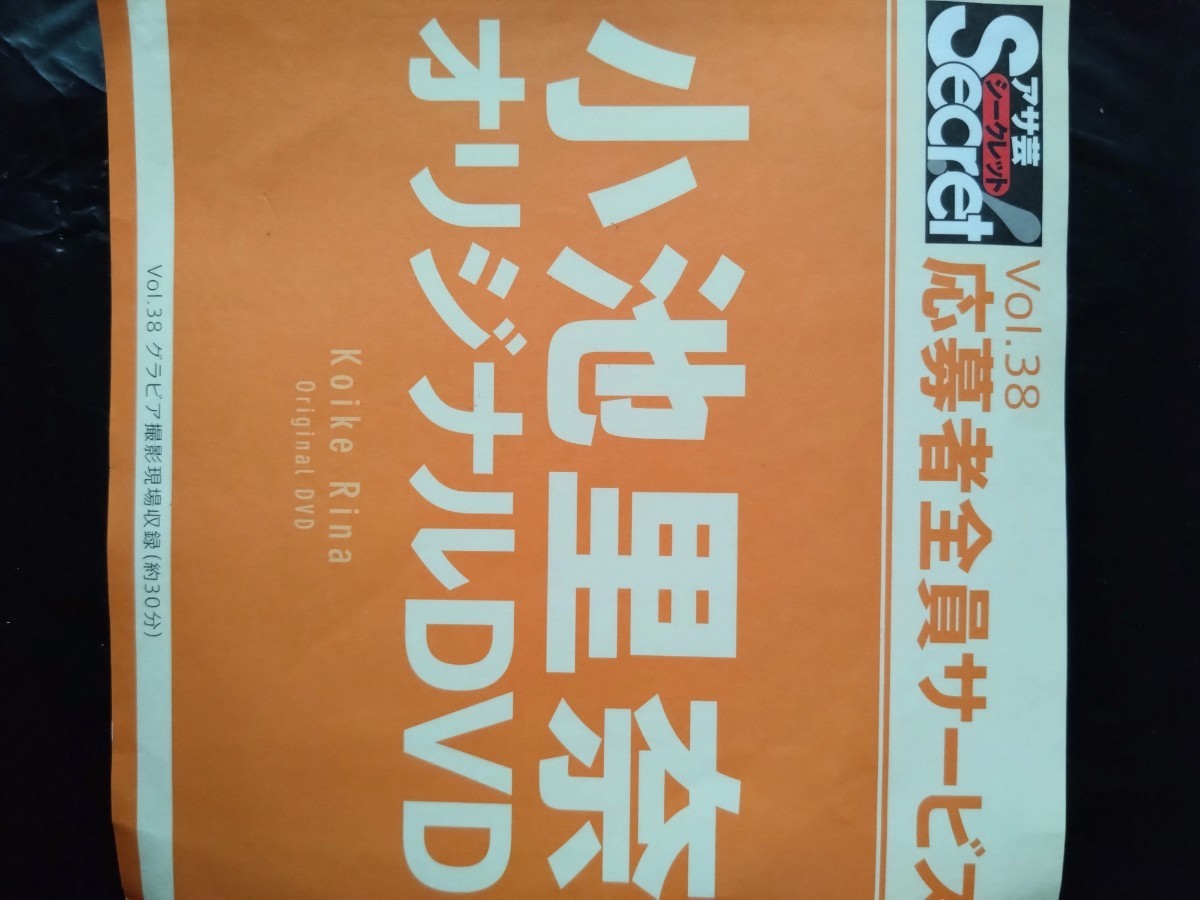 アサ芸
シークレット
Secret!
Vol.38
応募者全員サービス
小池里奈
オリジナルDVD
Koike Rina
Original DVD
Vol.38 グラビア撮影現場収録(約30分)